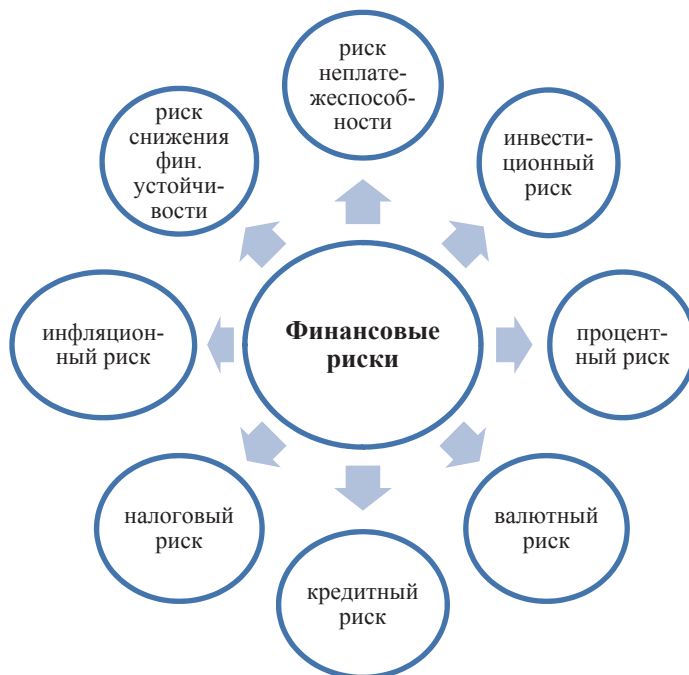 риск
неплате-
жеспособ-
ности
риск
снижения
фин.
устойчи-
вости
инвести-
ционный
риск
инфляцион-
ный риск
Финансовые
риски
процент-
ный риск
налоговый
риск
валютный
риск
кредитный
риск